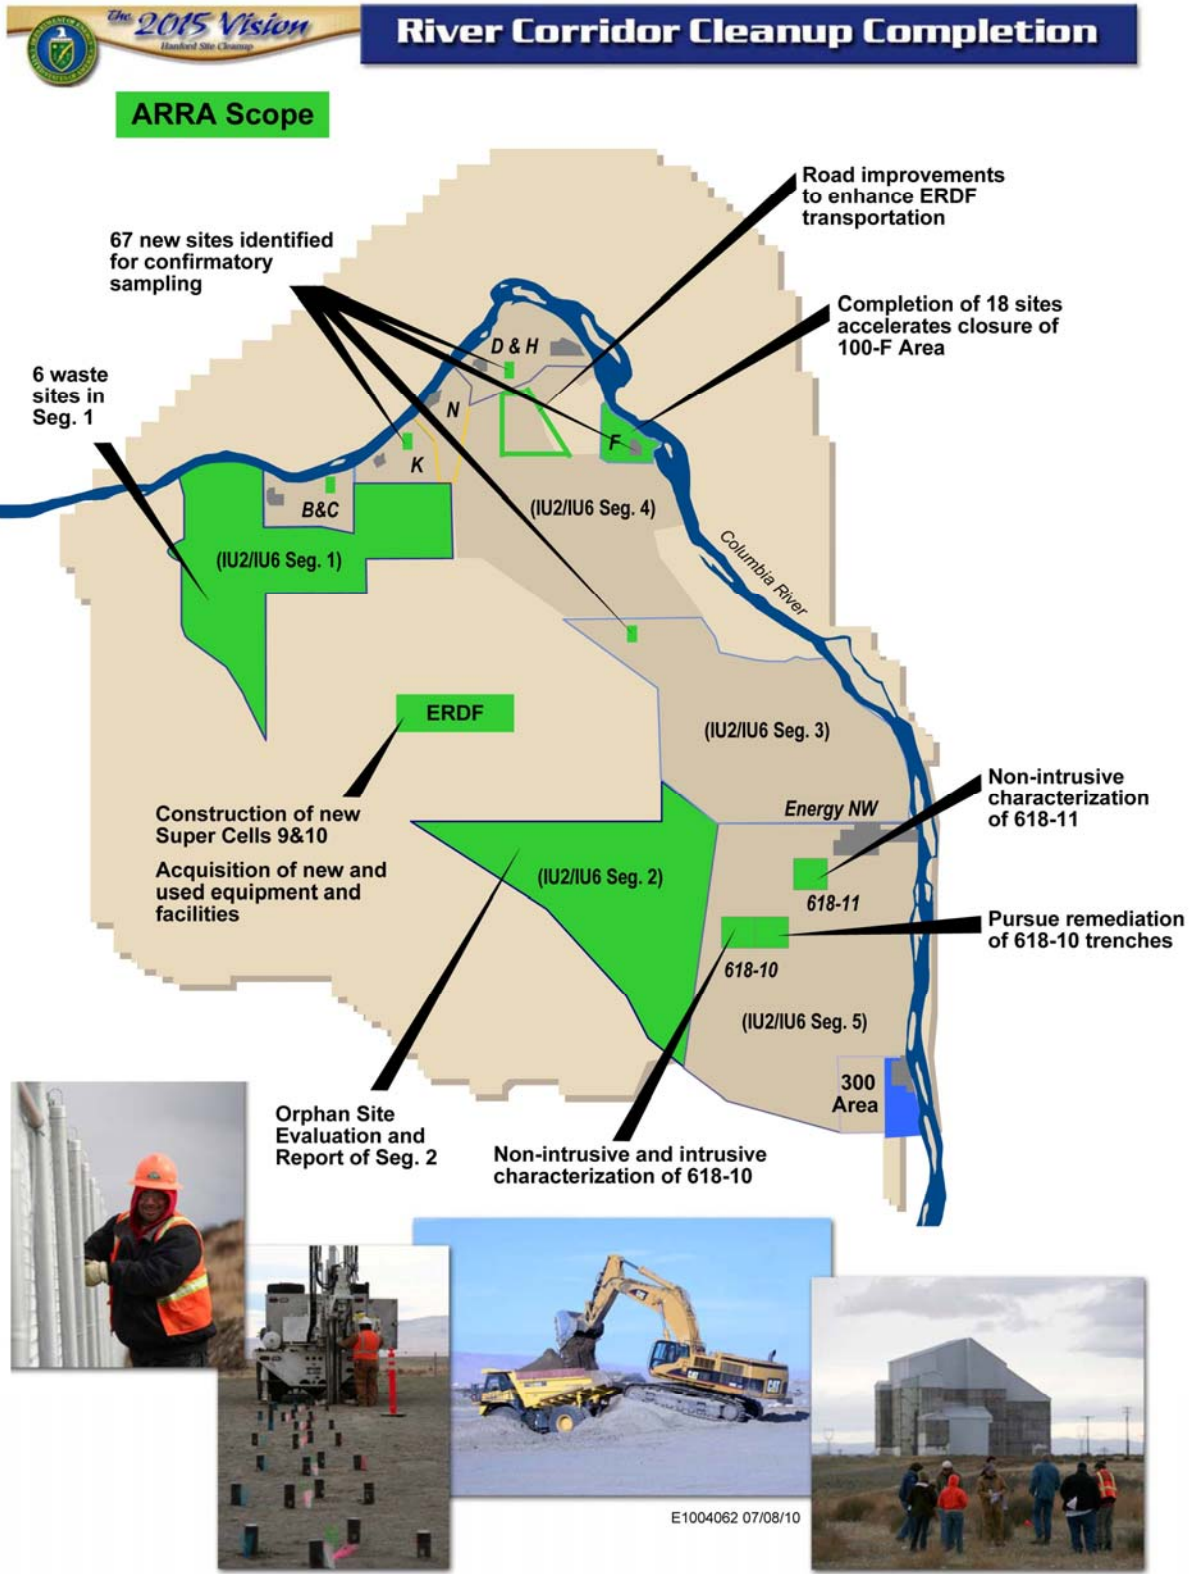 The 2015 Vision
Hanford Site Cleanup
River Corridor Cleanup Completion
ARRA Scope
Road improvements
to enhance ERDF
transportation
67 new sites identified
for confirmatory
sampling
Completion of 18 sites
accelerates closure of
100-F Area
6 waste
sites in
Seg. 1
D & H
N
F
K
B&C
(IU2/IU6 Seg. 4)
(IU2/IU6 Seg. 1)
Columbia River
ERDF
(IU2/IU6 Seg. 3)
Construction of new
Super Cells 9&10
Acquisition of new and
used equipment and
facilities
Energy NW
Non-intrusive
characterization
of 618-11
(IU2/IU6 Seg. 2)
618-11
Pursue remediation
of 618-10 trenches
618-10
(IU2/IU6 Seg. 5)
300
Area
Orphan Site
Evaluation and
Report of Seg. 2
Non-intrusive and intrusive
characterization of 618-10
CAT
CAT
E1004062 07/08/10